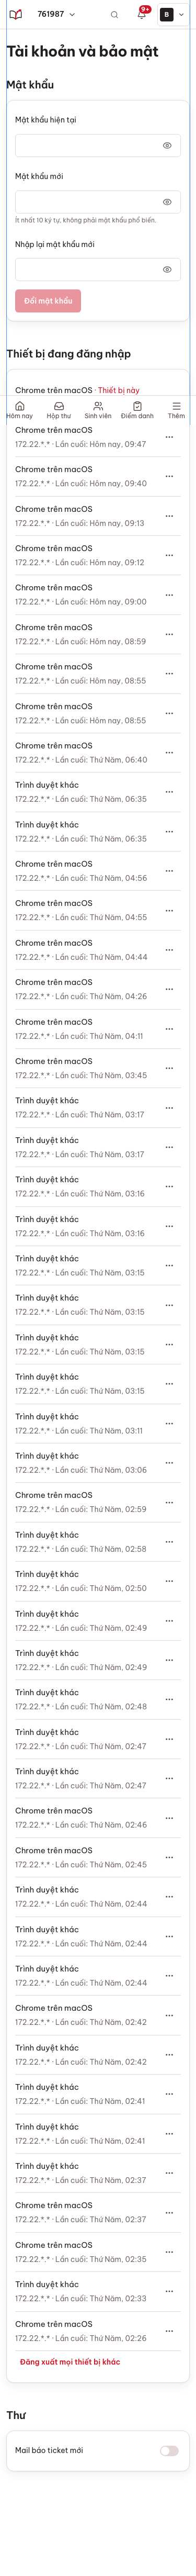 761987
9+
B
Tài khoản và bảo mật
Mật khẩu
Mật khẩu hiện tại
Mật khẩu mới
Ít nhất 10 ký tự, không phải mật khẩu phổ biến.
Nhập lại mật khẩu mới
Đổi mật khẩu
Thiết bị đang đăng nhập
Chrome trên macOS · Thiết bị này
Hôm nay
Hộp thư
Sinh viên
Điểm danh
Thêm
Chrome trên macOS
172.22.*.* · Lần cuối: Hôm nay, 09:47
Chrome trên macOS
172.22.*.* · Lần cuối: Hôm nay, 09:40
Chrome trên macOS
172.22.*.* · Lần cuối: Hôm nay, 09:13
Chrome trên macOS
172.22.*.* · Lần cuối: Hôm nay, 09:12
Chrome trên macOS
172.22.*.* · Lần cuối: Hôm nay, 09:00
Chrome trên macOS
172.22.*.* · Lần cuối: Hôm nay, 08:59
Chrome trên macOS
172.22.*.* · Lần cuối: Hôm nay, 08:55
Chrome trên macOS
172.22.*.* · Lần cuối: Hôm nay, 08:55
Chrome trên macOS
172.22.*.* · Lần cuối: Thứ Năm, 06:40
Trình duyệt khác
172.22.*.* · Lần cuối: Thứ Năm, 06:35
Trình duyệt khác
172.22.*.* · Lần cuối: Thứ Năm, 06:35
Chrome trên macOS
172.22.*.* · Lần cuối: Thứ Năm, 04:56
Chrome trên macOS
172.22.*.* · Lần cuối: Thứ Năm, 04:55
Chrome trên macOS
172.22.*.* · Lần cuối: Thứ Năm, 04:44
Chrome trên macOS
172.22.*.* · Lần cuối: Thứ Năm, 04:26
Chrome trên macOS
172.22.*.* · Lần cuối: Thứ Năm, 04:11
Chrome trên macOS
172.22.*.* · Lần cuối: Thứ Năm, 03:45
Trình duyệt khác
172.22.*.* · Lần cuối: Thứ Năm, 03:17
Trình duyệt khác
172.22.*.* · Lần cuối: Thứ Năm, 03:17
Trình duyệt khác
172.22.*.* · Lần cuối: Thứ Năm, 03:16
Trình duyệt khác
172.22.*.* · Lần cuối: Thứ Năm, 03:16
Trình duyệt khác
172.22.*.* · Lần cuối: Thứ Năm, 03:15
Trình duyệt khác
172.22.*.* · Lần cuối: Thứ Năm, 03:15
Trình duyệt khác
172.22.*.* · Lần cuối: Thứ Năm, 03:15
Trình duyệt khác
172.22.*.* · Lần cuối: Thứ Năm, 03:15
Trình duyệt khác
172.22.*.* · Lần cuối: Thứ Năm, 03:11
Trình duyệt khác
172.22.*.* · Lần cuối: Thứ Năm, 03:06
Chrome trên macOS
172.22.*.* · Lần cuối: Thứ Năm, 02:59
Trình duyệt khác
172.22.*.* · Lần cuối: Thứ Năm, 02:58
Trình duyệt khác
172.22.*.* · Lần cuối: Thứ Năm, 02:50
Trình duyệt khác
172.22.*.* · Lần cuối: Thứ Năm, 02:49
Trình duyệt khác
172.22.*.* · Lần cuối: Thứ Năm, 02:49
Trình duyệt khác
172.22.*.* · Lần cuối: Thứ Năm, 02:48
Trình duyệt khác
172.22.*.* · Lần cuối: Thứ Năm, 02:47
Trình duyệt khác
172.22.*.* · Lần cuối: Thứ Năm, 02:47
Chrome trên macOS
172.22.*.* · Lần cuối: Thứ Năm, 02:46
Chrome trên macOS
172.22.*.* · Lần cuối: Thứ Năm, 02:45
Trình duyệt khác
172.22.*.* · Lần cuối: Thứ Năm, 02:44
Trình duyệt khác
172.22.*.* · Lần cuối: Thứ Năm, 02:44
Trình duyệt khác
172.22.*.* · Lần cuối: Thứ Năm, 02:44
Chrome trên macOS
172.22.*.* · Lần cuối: Thứ Năm, 02:42
Trình duyệt khác
172.22.*.* · Lần cuối: Thứ Năm, 02:42
Trình duyệt khác
172.22.*.* · Lần cuối: Thứ Năm, 02:41
Trình duyệt khác
172.22.*.* · Lần cuối: Thứ Năm, 02:41
Trình duyệt khác
172.22.*.* · Lần cuối: Thứ Năm, 02:37
Chrome trên macOS
172.22.*.* · Lần cuối: Thứ Năm, 02:37
Chrome trên macOS
172.22.*.* · Lần cuối: Thứ Năm, 02:35
Trình duyệt khác
172.22.*.* · Lần cuối: Thứ Năm, 02:33
Chrome trên macOS
172.22.*.* · Lần cuối: Thứ Năm, 02:26
Đăng xuất mọi thiết bị khác
Thư
Mail báo ticket mới